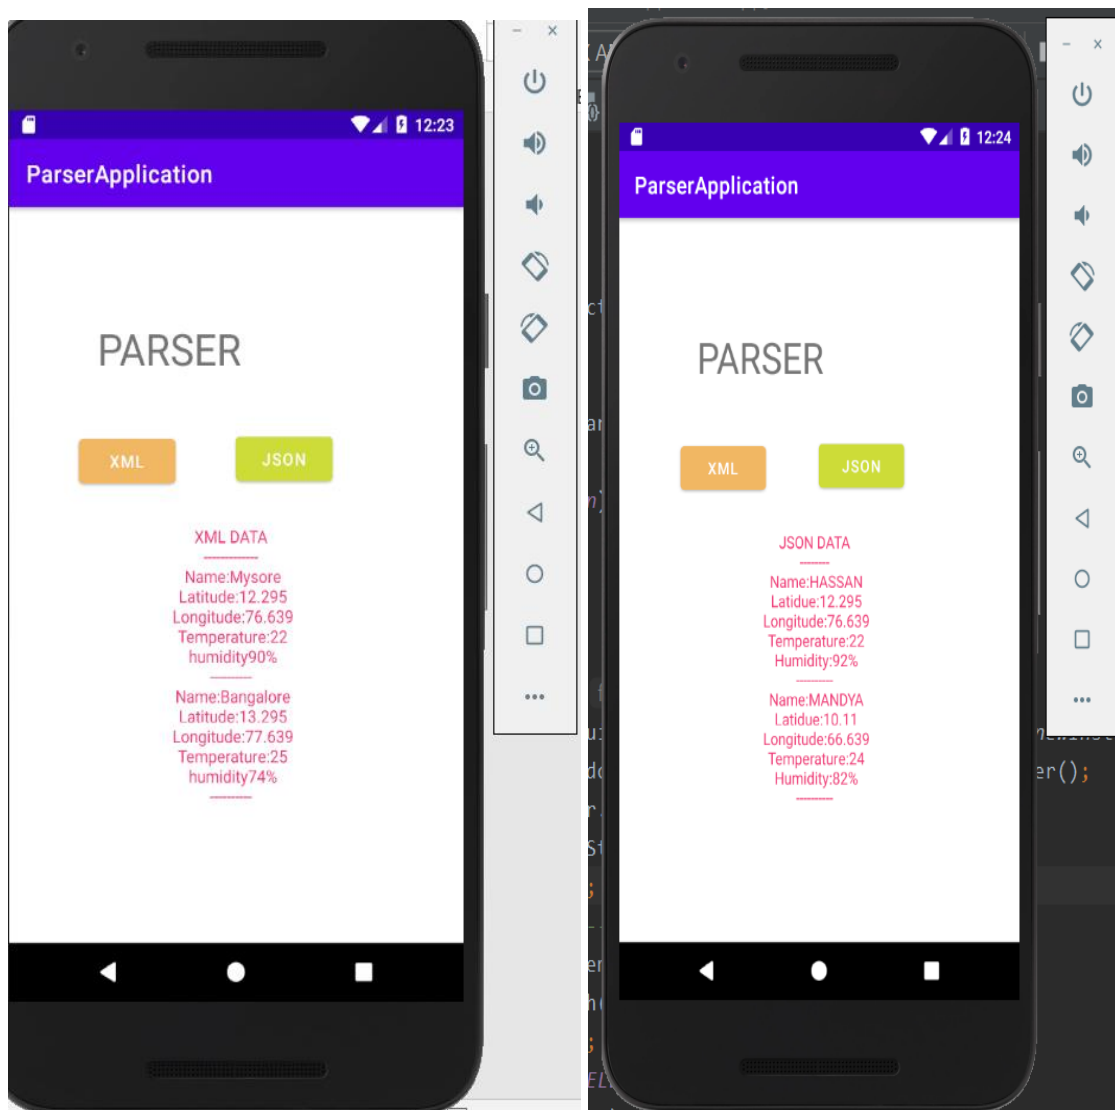 12:23
ParserApplication
PARSER
XML
JSON
XML DATA
-------------
Name:Mysore
Latitude:12.295
Longitude:76.639
Temperature:22
humidity90%
----------
Name:Bangalore
Latitude:13.295
Longitude:77.639
Temperature:25
humidity74%
----------
12:24
ParserApplication
PARSER
XML
JSON
JSON DATA
--------
Name:HASSAN
Latidue:12.295
Longitude:76.639
Temperature:22
Humidity:92%
----------
Name:MANDYA
Latidue:10.11
Longitude:66.639
Temperature:24
Humidity:82%
----------
er();